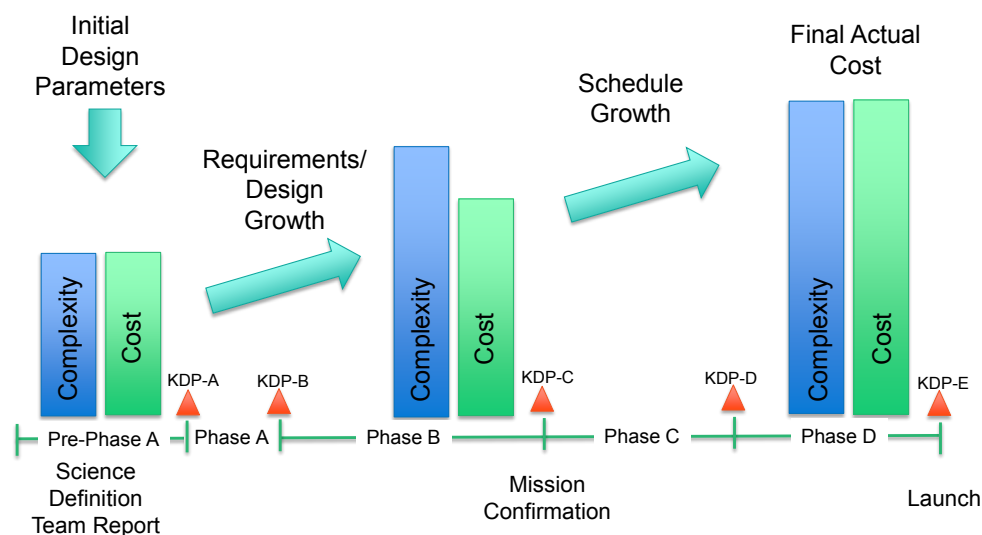 Initial
Design
Parameters
Requirements/
Design
Growth
Schedule
Growth
Final Actual
Cost
Complexity
Cost
Complexity
Cost
Complexity
Cost
KDP-A
KDP-B
KDP-C
KDP-D
KDP-E
Pre-Phase A
Phase A
Phase B
Phase C
Phase D
Science
Definition
Team Report
Mission
Confirmation
Launch